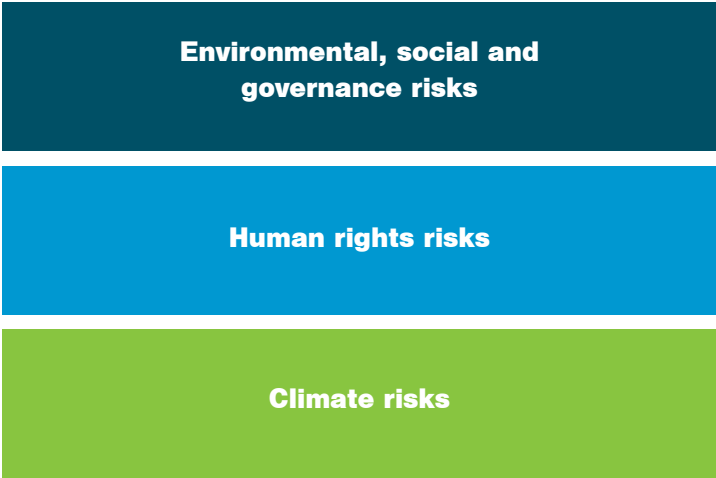 Environmental, social and
governance risks
Human rights risks
Climate risks